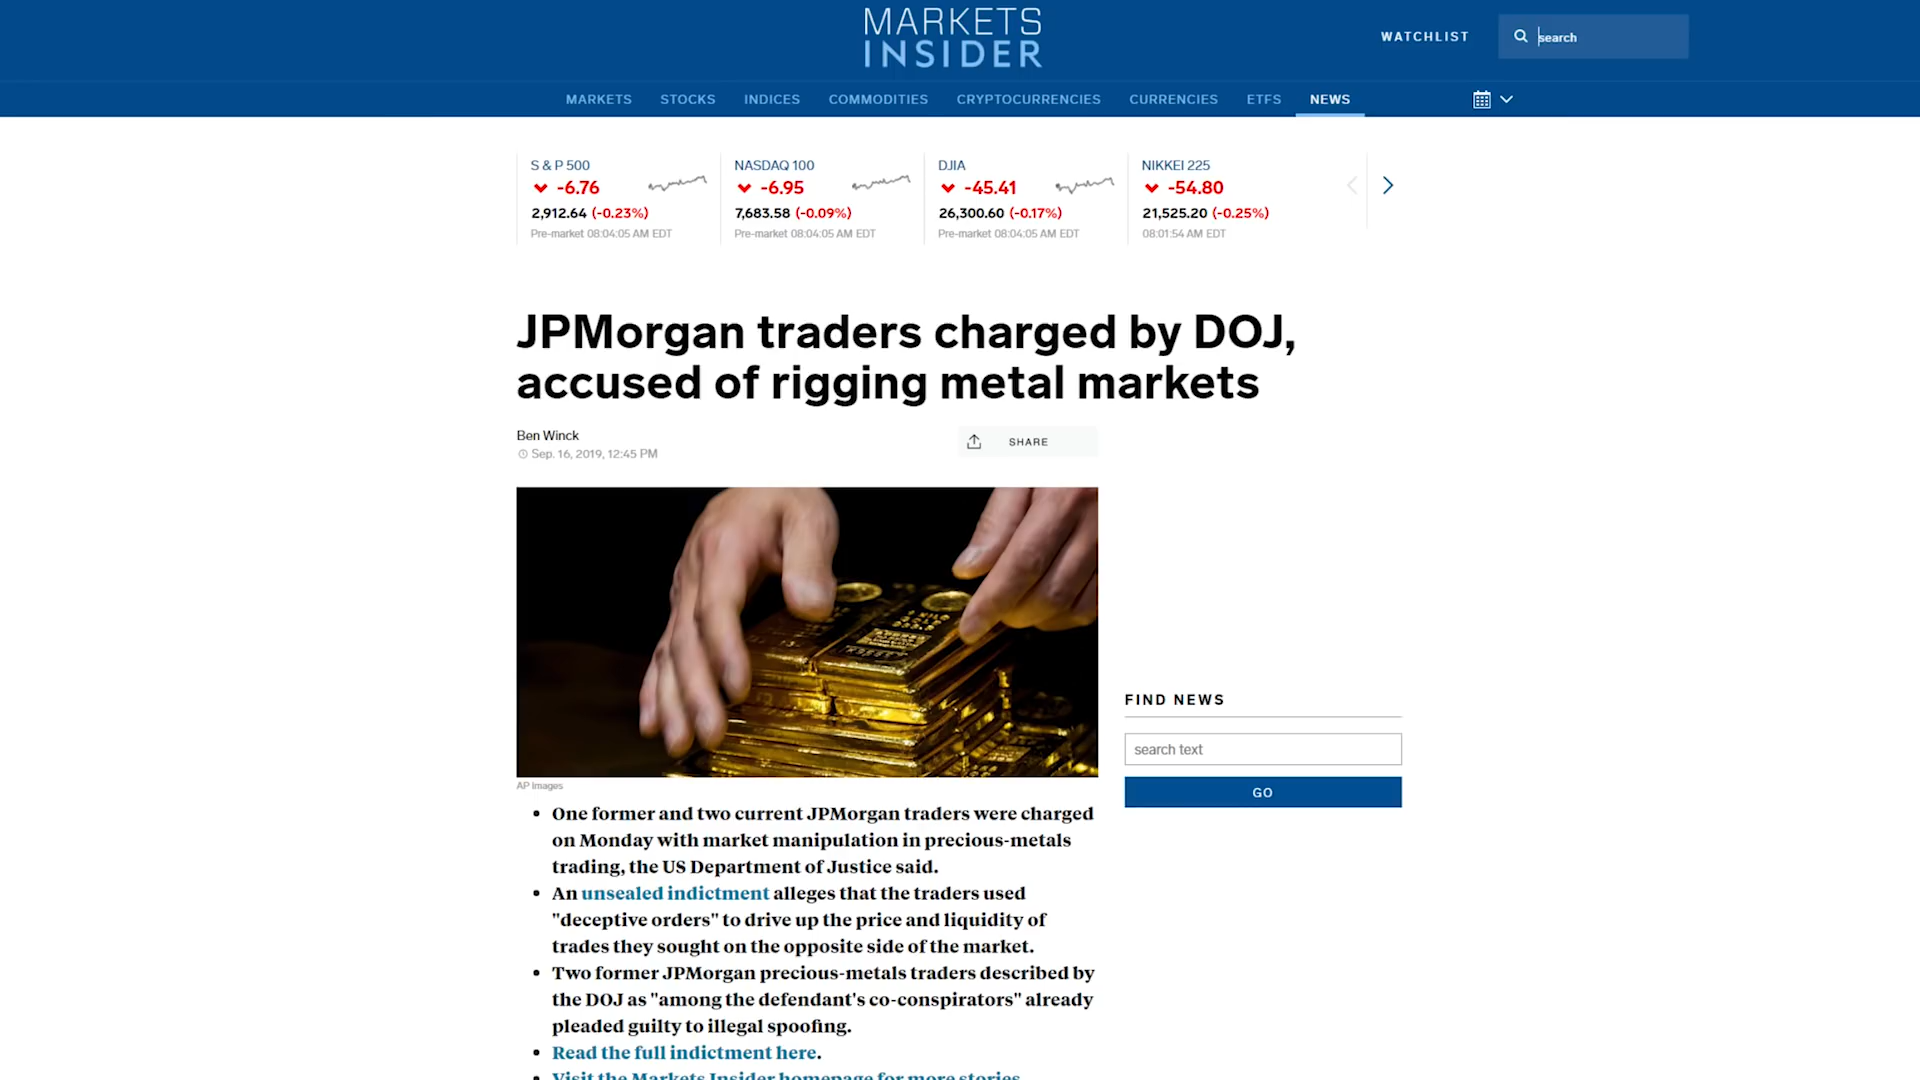 MARKETS
INSIDER
WATCHLIST
search
MARKETS STOCKS INDICES COMMODITIES CRYPTOCURRENCIES CURRENCIES ETFS NEWS
S & P 500
-6.76
2,912.64 (-0.23%)
Pre-market 08:04:05 AM EDT
NASDAQ 100
-6.95
7,683.58 (-0.09%)
Pre-market 08:04:05 AM EDT
DJIA
-45.41
26,300.60 (-0.17%)
Pre-market 08:04:05 AM EDT
NIKKEI 225
-54.80
21,525.20 (-0.25%)
08:01:54 AM EDT
JPMorgan traders charged by DOJ,
accused of rigging metal markets
Ben Winck
Sep. 16, 2019, 12:45 PM
SHARE
AP Images
• One former and two current JPMorgan traders were charged
on Monday with market manipulation in precious-metals
trading, the US Department of Justice said.
• An unsealed indictment alleges that the traders used
"deceptive orders" to drive up the price and liquidity of
trades they sought on the opposite side of the market.
• Two former JPMorgan precious-metals traders described by
the DOJ as "among the defendant's co-conspirators" already
pleaded guilty to illegal spoofing.
• Read the full indictment here.
• Visit the Markets Insider homepage for more stories.
FIND NEWS
search text
GO